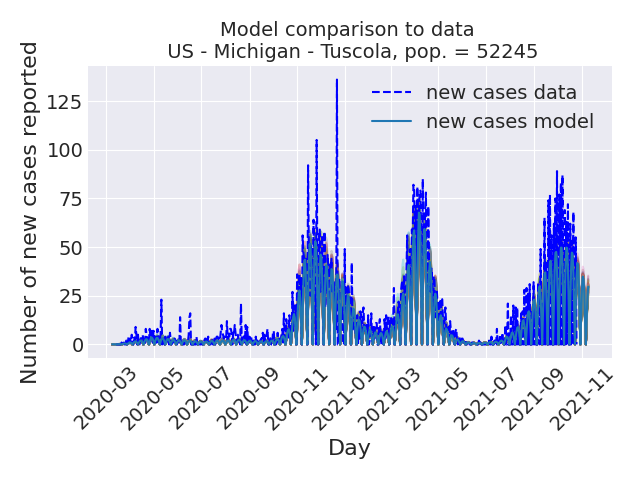 Model comparison to data
US - Michigan - Tuscola, pop. = 52245
Number of new cases reported
125
100
75
50
25
0
new cases data
new cases model
2020-03
2020-05
2020-07
2020-09
2020-11
2021-01
2021-03
2021-05
2021-07
2021-09
2021-11
Day